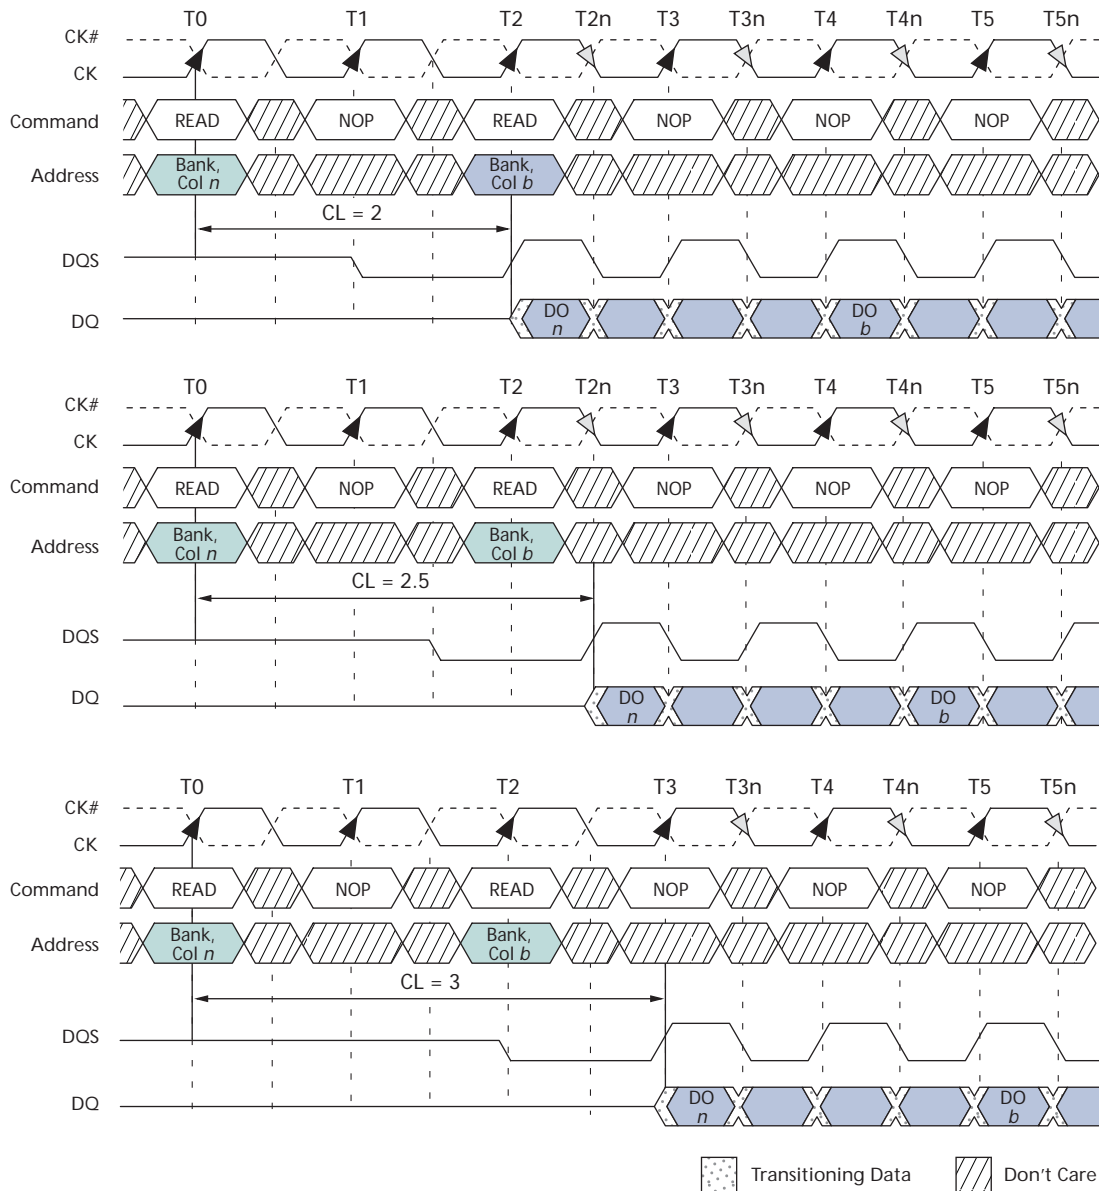 T0 T1 T2 T2n T3 T3n T4 T4n T5 T5n
CK#
CK
Command READ NOP READ NOP NOP NOP
Address Bank, Col n Bank, Col b
CL = 2
DQS
DQ DO n DO b
T0 T1 T2 T2n T3 T3n T4 T4n T5 T5n
CK#
CK
Command READ NOP READ NOP NOP NOP
Address Bank, Col n Bank, Col b
CL = 2.5
DQS
DQ DO n DO b
T0 T1 T2 T3 T3n T4 T4n T5 T5n
CK#
CK
Command READ NOP READ NOP NOP NOP
Address Bank, Col n Bank, Col b
CL = 3
DQS
DQ DO n DO b
Transitioning Data Don't Care